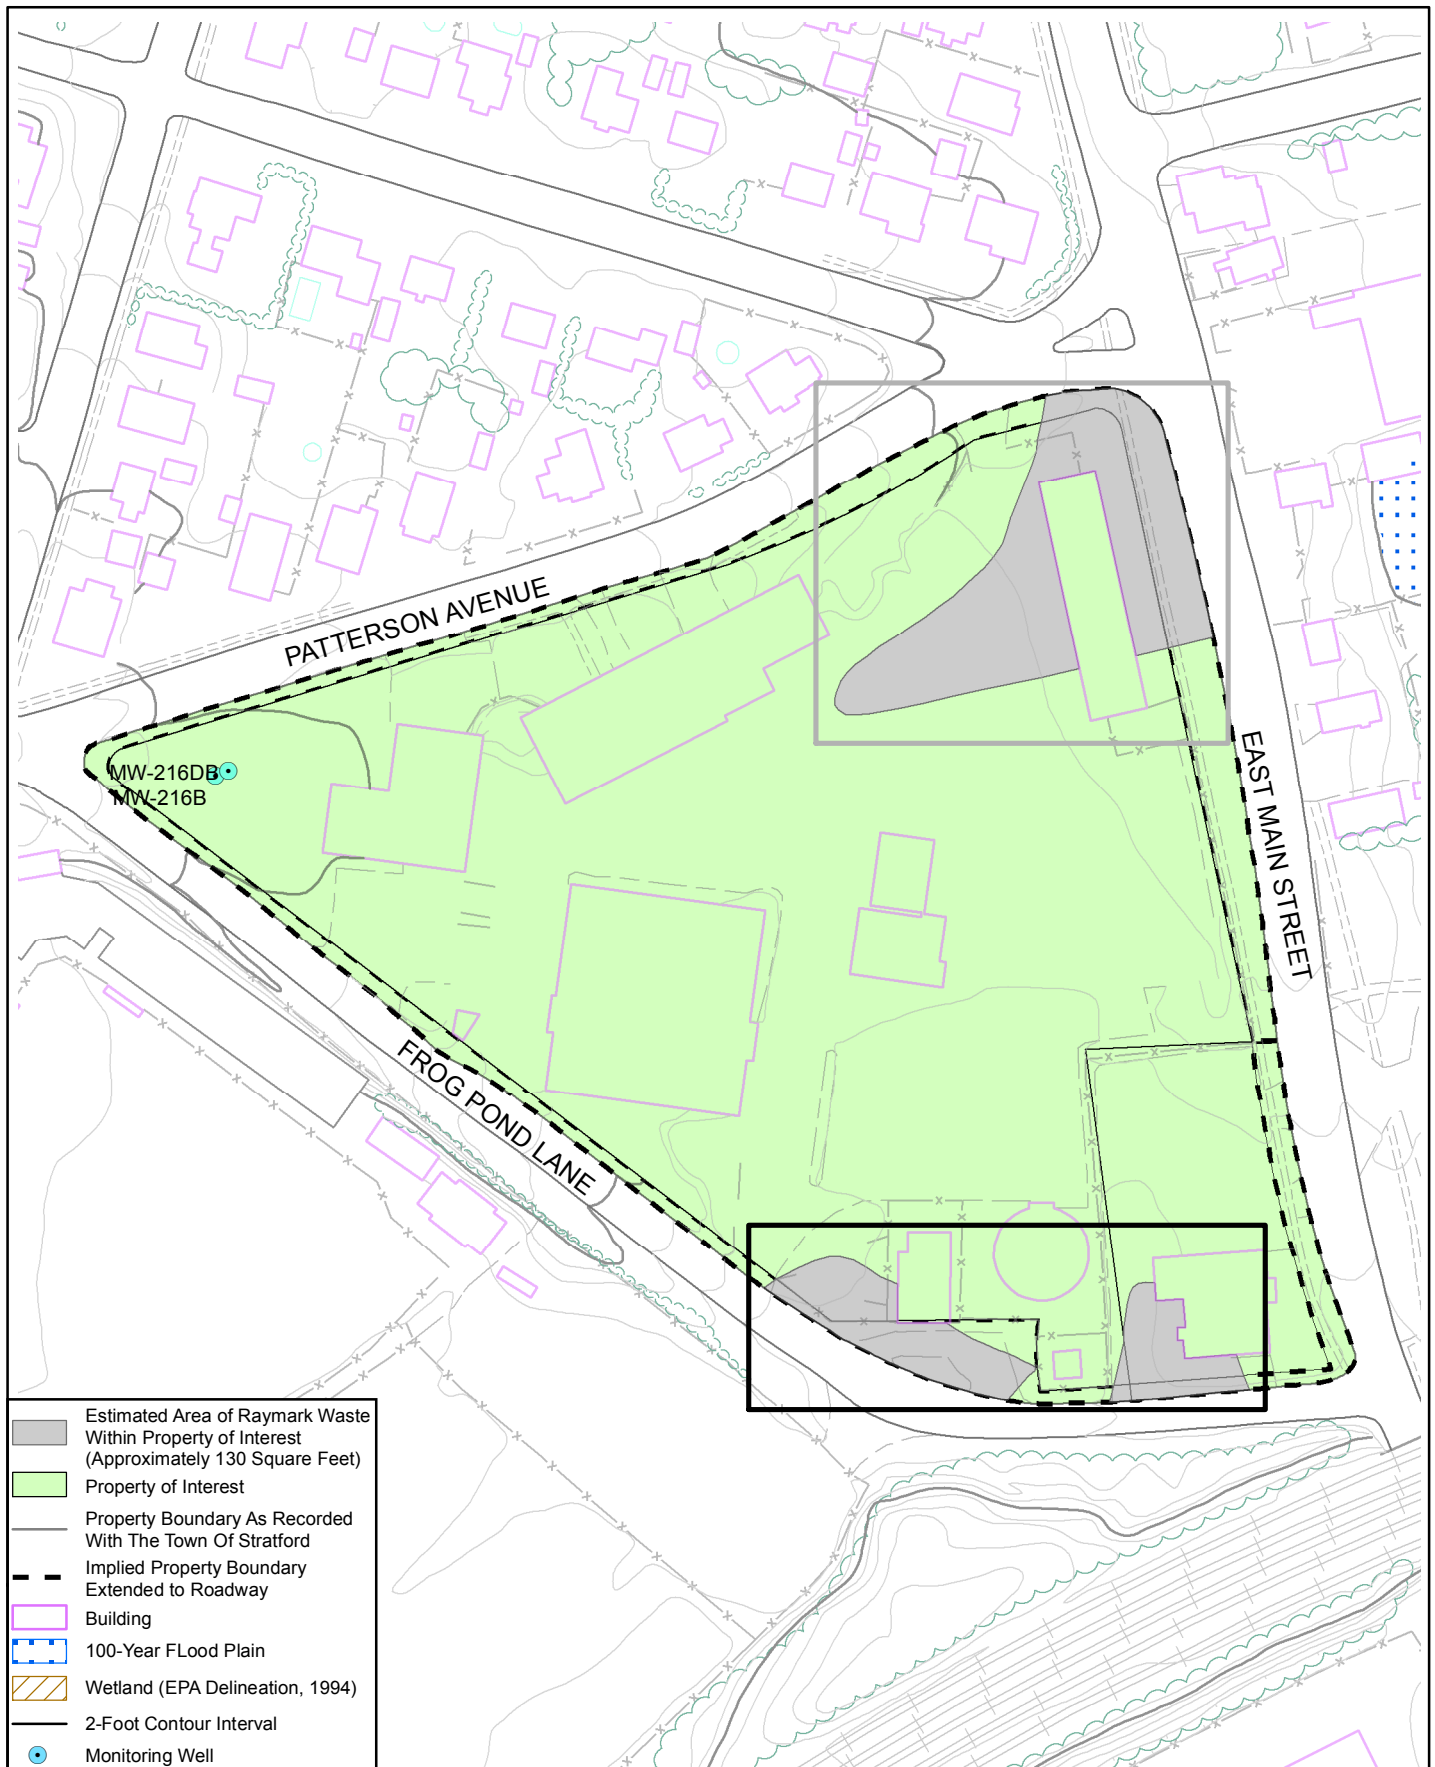 PATTERSON AVENUE
MW-216DB
MW-216B
EAST MAIN STREET
FROG POND LANE
Estimated Area of Raymark Waste
Within Property of Interest
(Approximately 130 Square Feet)
Property of Interest
Property Boundary As Recorded
With The Town Of Stratford
Implied Property Boundary
Extended to Roadway
Building
100-Year FLood Plain
Wetland (EPA Delineation, 1994)
2-Foot Contour Interval
Monitoring Well